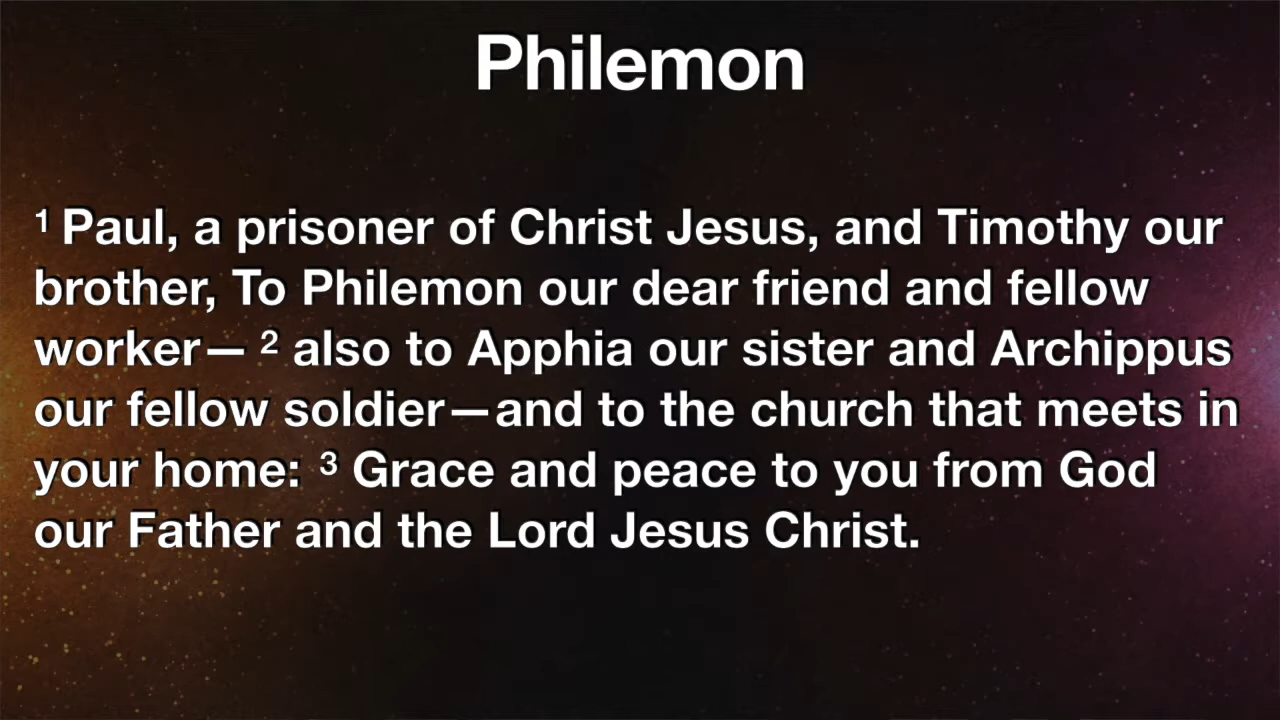 Philemon
¹ Paul, a prisoner of Christ Jesus, and Timothy our
brother, To Philemon our dear friend and fellow
worker— ² also to Apphia our sister and Archippus
our fellow soldier—and to the church that meets in
your home: ³ Grace and peace to you from God
our Father and the Lord Jesus Christ.